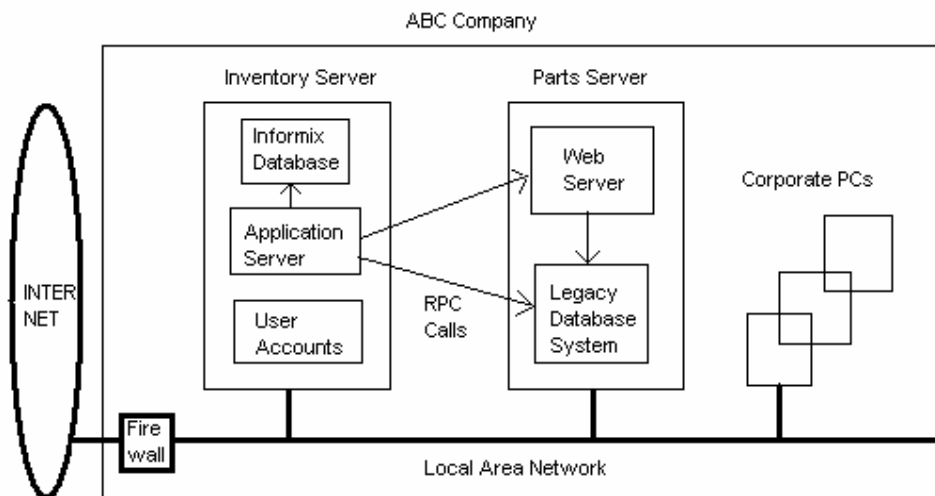 ABC Company
Inventory Server
Parts Server
Informix
Database
Web
Server
Corporate PCs
Application
Server
INTER
NET
RPC
Calls
Legacy
Database
System
User
Accounts
Fire
wall
Local Area Network